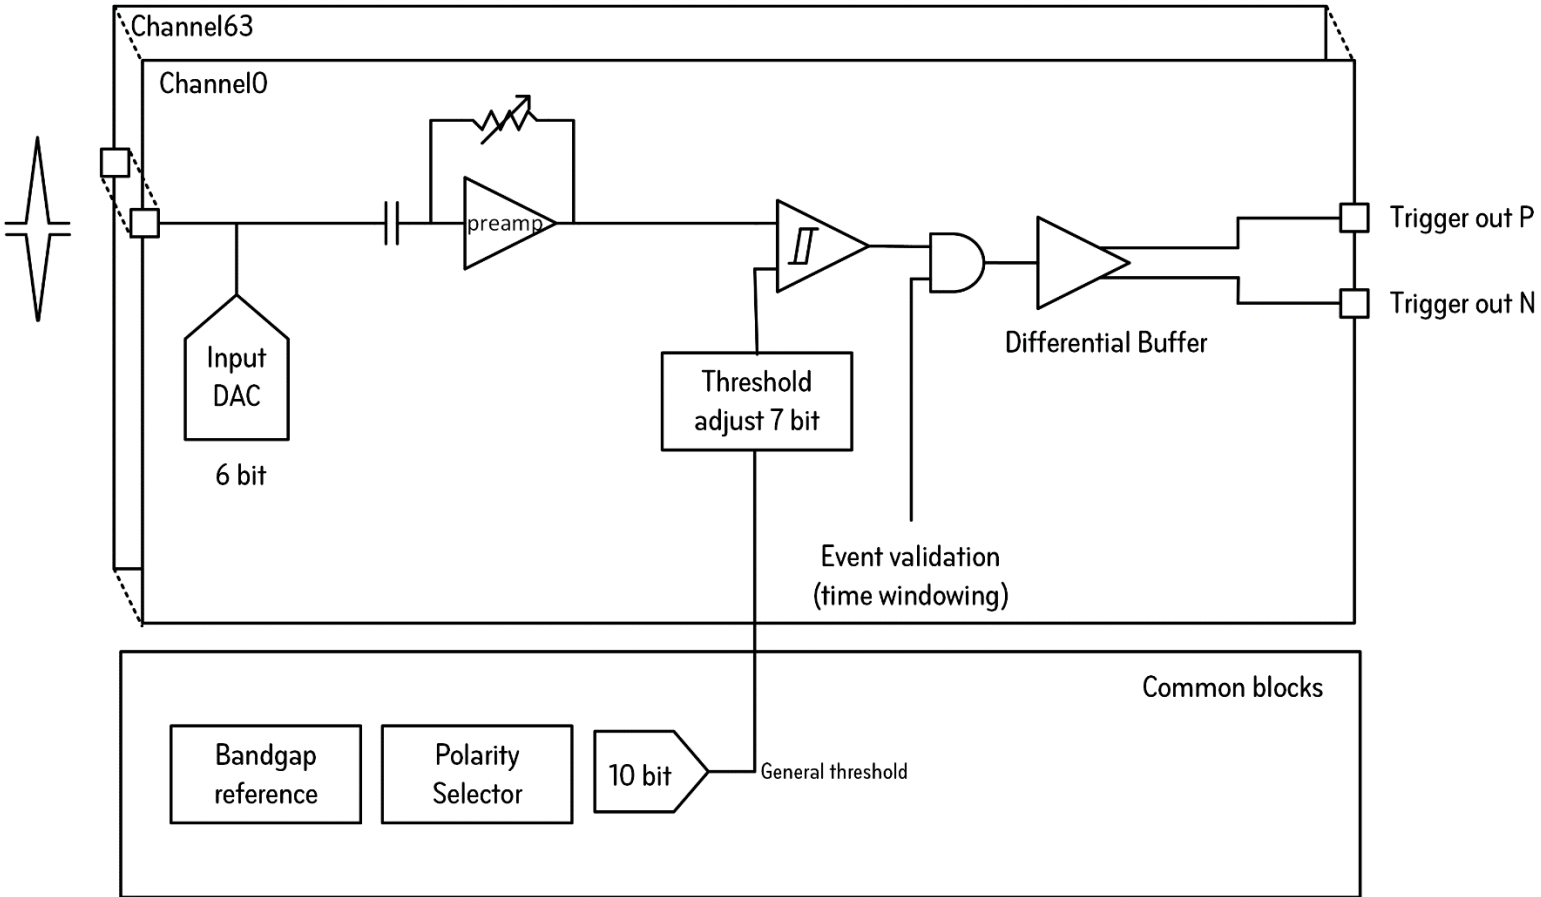 Channel63
Channel0
preamp
Trigger out P
Trigger out N
Differential Buffer
Input
DAC
6 bit
Threshold
adjust 7 bit
Event validation
(time windowing)
Common blocks
Bandgap
reference
Polarity
Selector
10 bit
General threshold